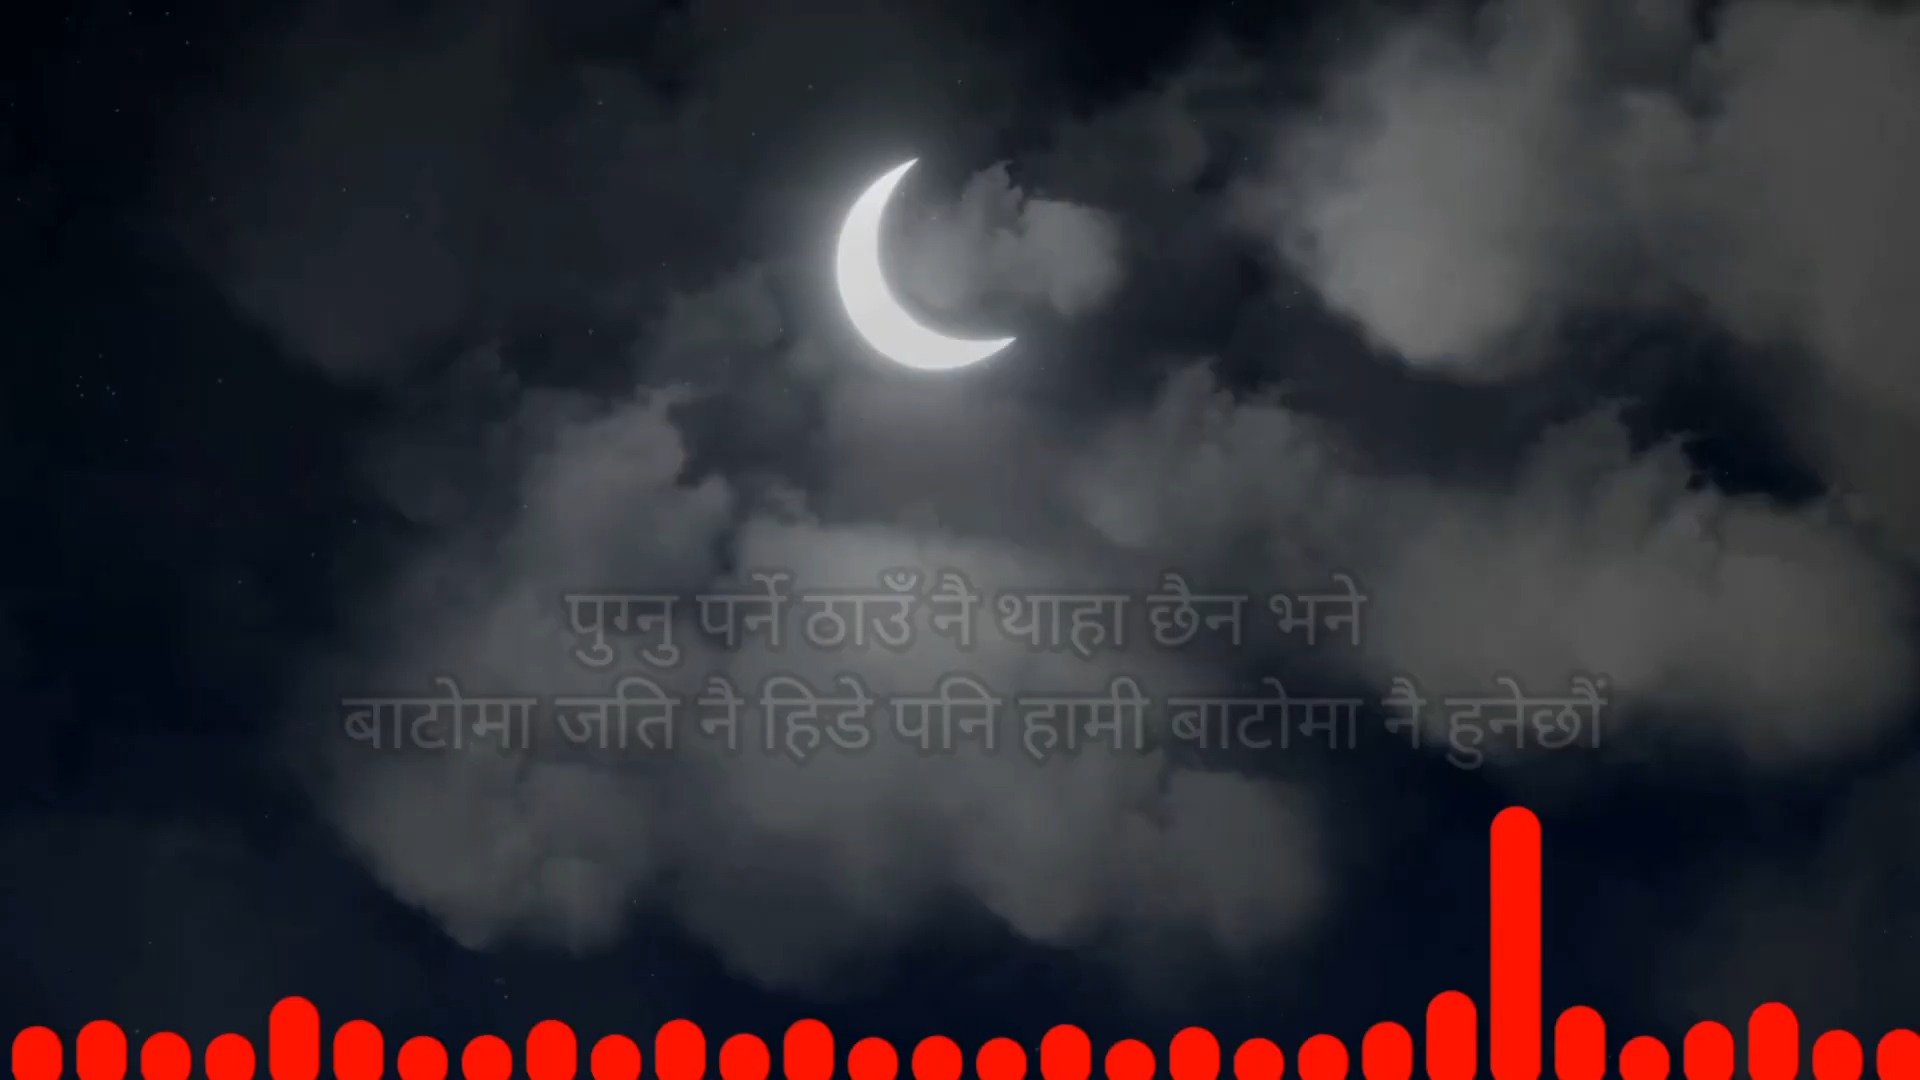 पुग्नु पर्ने ठाउँ नै थाहा छैन भने
बाटोमा जति नै हिडे पनि हामी बाटोमा नै हुनेछौं